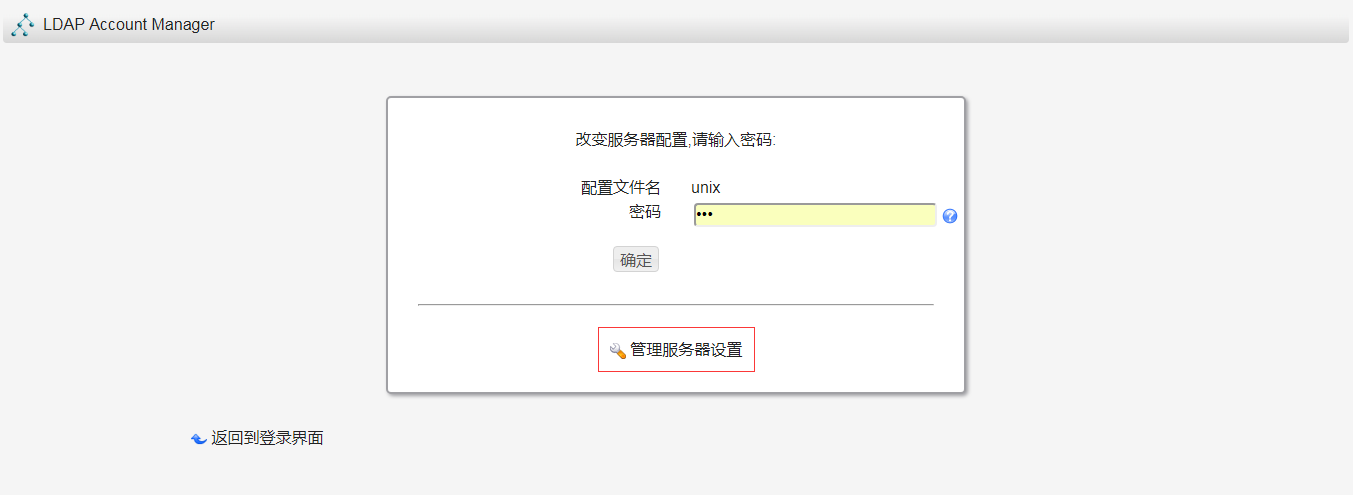 LDAP Account Manager
改变服务器配置,请输入密码:
配置文件名 unix
密码 •••
确定
管理服务器设置
返回到登录界面